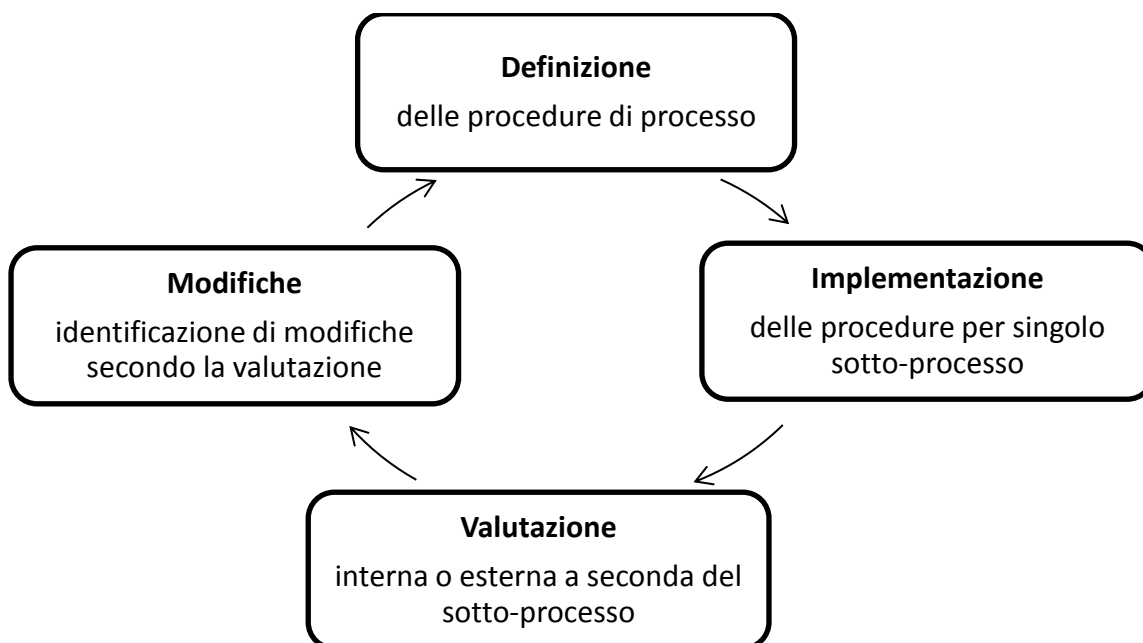 Definizione
delle procedure di processo
Modifiche
identificazione di modifiche
secondo la valutazione
Implementazione
delle procedure per singolo
sotto-processo
Valutazione
interna o esterna a seconda del
sotto-processo